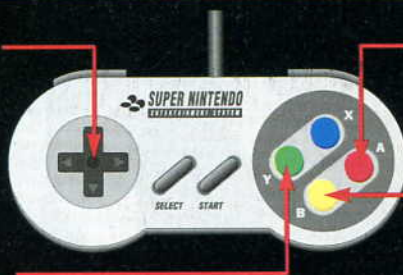 SUPER NINTENDO
ENTERTAINMENT SYSTEM
X
A
Y
B
SELECT
START